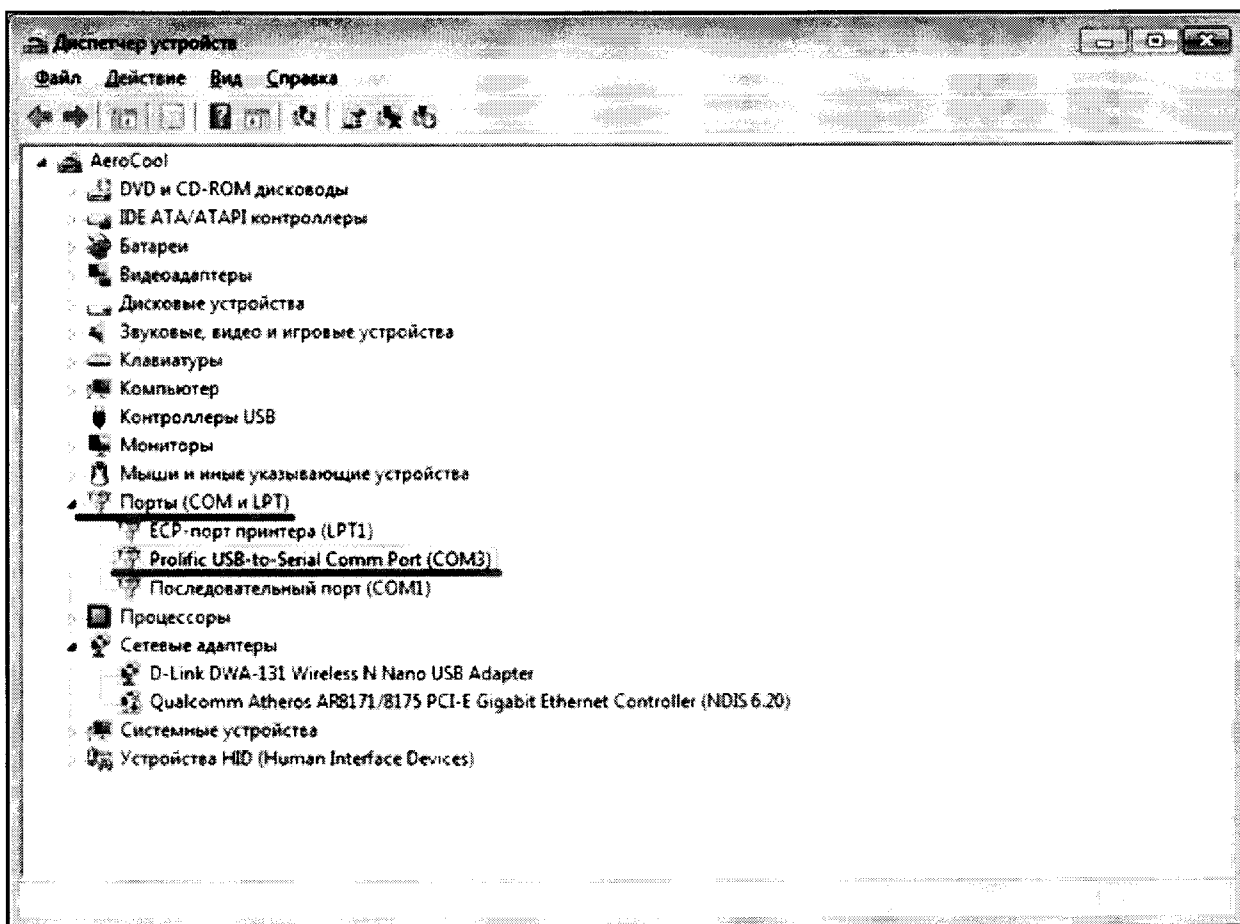 Диспетчер устройств
Файл Действие Вид Справка
AeroCool
DVD и CD-ROM дисководы
IDE ATA/ATAPI контроллеры
Батареи
Видеоадаптеры
Дисковые устройства
Звуковые, видео и игровые устройства
Клавиатуры
Компьютер
Контроллеры USB
Мониторы
Мыши и иные указывающие устройства
Порты (COM и LPT)
ECP-порт принтера (LPT1)
Prolific USB-to-Serial Comm Port (COM3)
Последовательный порт (COM1)
Процессоры
Сетевые адаптеры
D-Link DWA-131 Wireless N Nano USB Adapter
Qualcomm Atheros AR8171/8175 PCI-E Gigabit Ethernet Controller (NDIS 6.20)
Системные устройства
Устройства HID (Human Interface Devices)